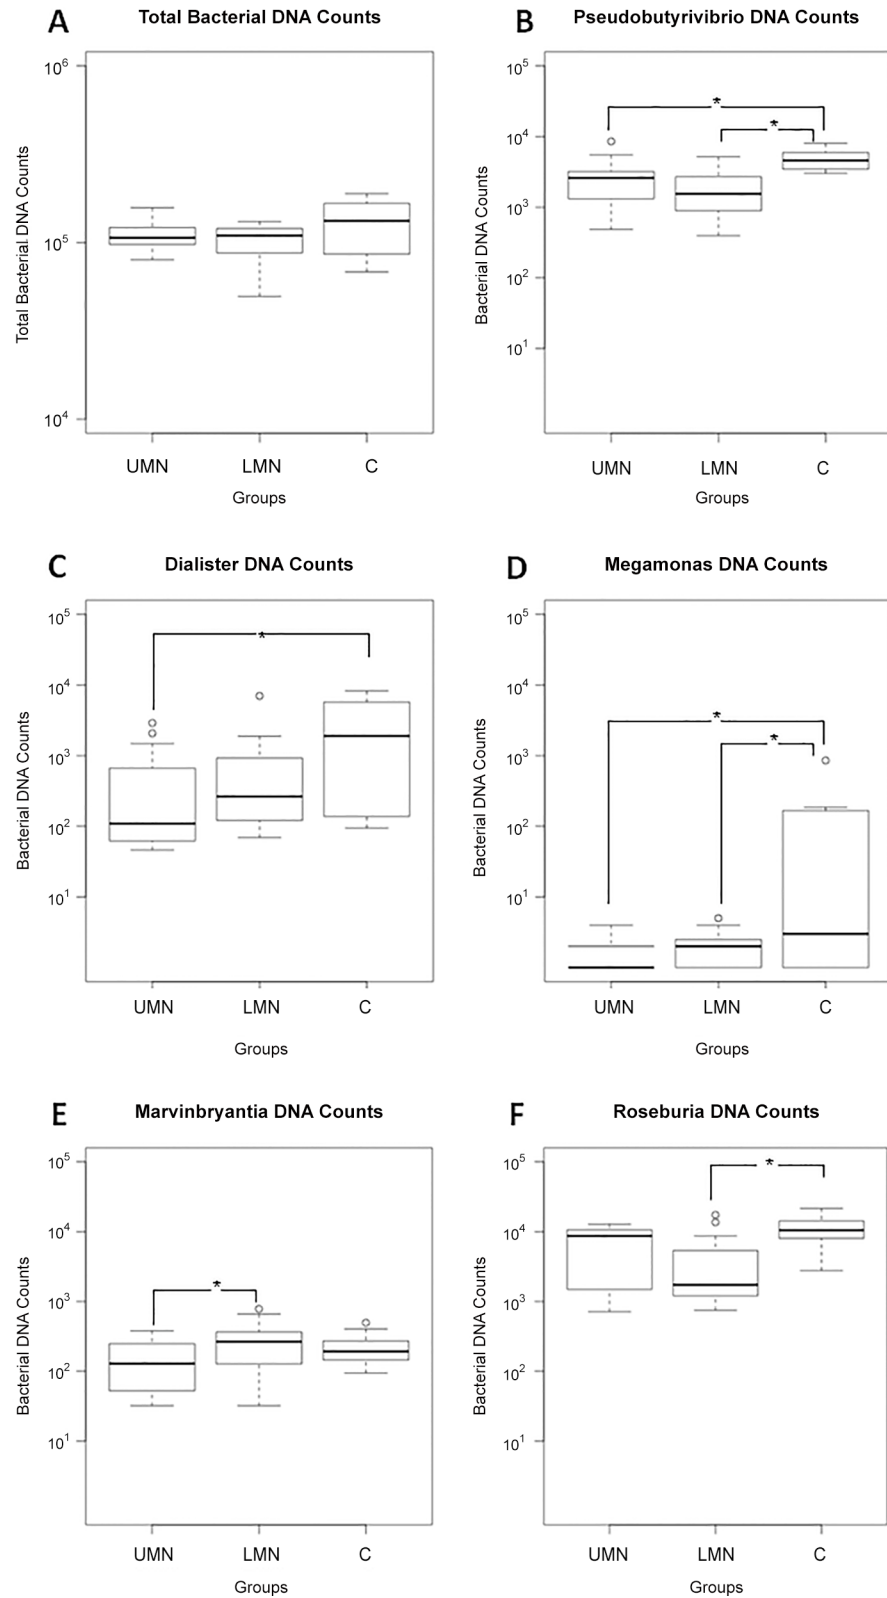 A Total Bacterial DNA Counts
Total Bacterial DNA Counts
10^6
10^5
10^4
UMN LMN C
Groups
B Pseudobutyrivibrio DNA Counts
Bacterial DNA Counts
10^5
10^4
10^3
10^2
10^1
* 
*
UMN LMN C
Groups
C Dialister DNA Counts
Bacterial DNA Counts
10^5
10^4
10^3
10^2
10^1
*
UMN LMN C
Groups
D Megamonas DNA Counts
Bacterial DNA Counts
10^5
10^4
10^3
10^2
10^1
*
*
UMN LMN C
Groups
E Marvinbryantia DNA Counts
Bacterial DNA Counts
10^5
10^4
10^3
10^2
10^1
*
UMN LMN C
Groups
F Roseburia DNA Counts
Bacterial DNA Counts
10^5
10^4
10^3
10^2
10^1
*
UMN LMN C
Groups